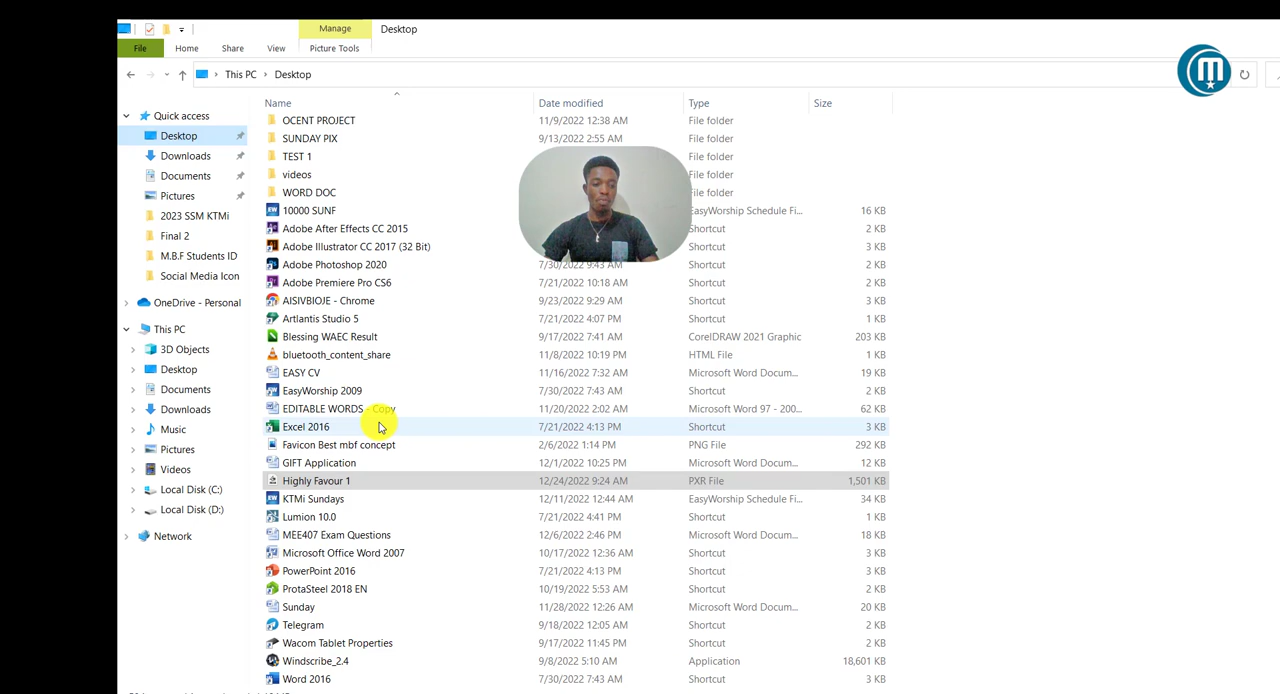 Manage Desktop
File Home Share View Picture Tools
This PC Desktop
Name Date modified Type Size
Quick access
Desktop
Downloads
Documents
Pictures
2023 SSM KTMi
Final 2
M.B.F Students ID
Social Media Icon
OneDrive - Personal
This PC
3D Objects
Desktop
Documents
Downloads
Music
Pictures
Videos
Local Disk (C:)
Local Disk (D:)
Network
OCENT PROJECT 11/9/2022 12:38 AM File folder
SUNDAY PIX 9/13/2022 2:55 AM File folder
TEST 1 File folder
videos File folder
WORD DOC File folder
10000 SUNF EasyWorship Schedule Fi... 16 KB
Adobe After Effects CC 2015 Shortcut 2 KB
Adobe Illustrator CC 2017 (32 Bit) Shortcut 3 KB
Adobe Photoshop 2020 7/30/2022 9:43 AM Shortcut 2 KB
Adobe Premiere Pro CS6 7/21/2022 10:18 AM Shortcut 2 KB
AISIVBIOJE - Chrome 9/23/2022 9:29 AM Shortcut 3 KB
Artlantis Studio 5 7/21/2022 4:07 PM Shortcut 1 KB
Blessing WAEC Result 9/17/2022 7:41 AM CorelDRAW 2021 Graphic 203 KB
bluetooth_content_share 11/8/2022 10:19 PM HTML File 1 KB
EASY CV 11/16/2022 7:32 AM Microsoft Word Docum... 19 KB
EasyWorship 2009 7/30/2022 7:43 AM Shortcut 2 KB
EDITABLE WORDS - Copy 11/20/2022 2:02 AM Microsoft Word 97 - 200... 62 KB
Excel 2016 7/21/2022 4:13 PM Shortcut 3 KB
Favicon Best mbf concept 2/6/2022 1:14 PM PNG File 292 KB
GIFT Application 12/1/2022 10:25 PM Microsoft Word Docum... 12 KB
Highly Favour 1 12/24/2022 9:24 AM PXR File 1,501 KB
KTMi Sundays 12/11/2022 12:44 AM EasyWorship Schedule Fi... 34 KB
Lumion 10.0 7/21/2022 4:41 PM Shortcut 1 KB
MEE407 Exam Questions 12/6/2022 2:46 PM Microsoft Word Docum... 18 KB
Microsoft Office Word 2007 10/17/2022 12:36 AM Shortcut 3 KB
PowerPoint 2016 7/21/2022 4:13 PM Shortcut 3 KB
ProtaSteel 2018 EN 10/19/2022 5:53 AM Shortcut 2 KB
Sunday 11/28/2022 12:26 AM Microsoft Word Docum... 20 KB
Telegram 9/18/2022 12:05 AM Shortcut 2 KB
Wacom Tablet Properties 9/17/2022 11:45 PM Shortcut 2 KB
Windscribe_2.4 9/8/2022 5:10 AM Application 18,601 KB
Word 2016 7/30/2022 7:43 AM Shortcut 3 KB